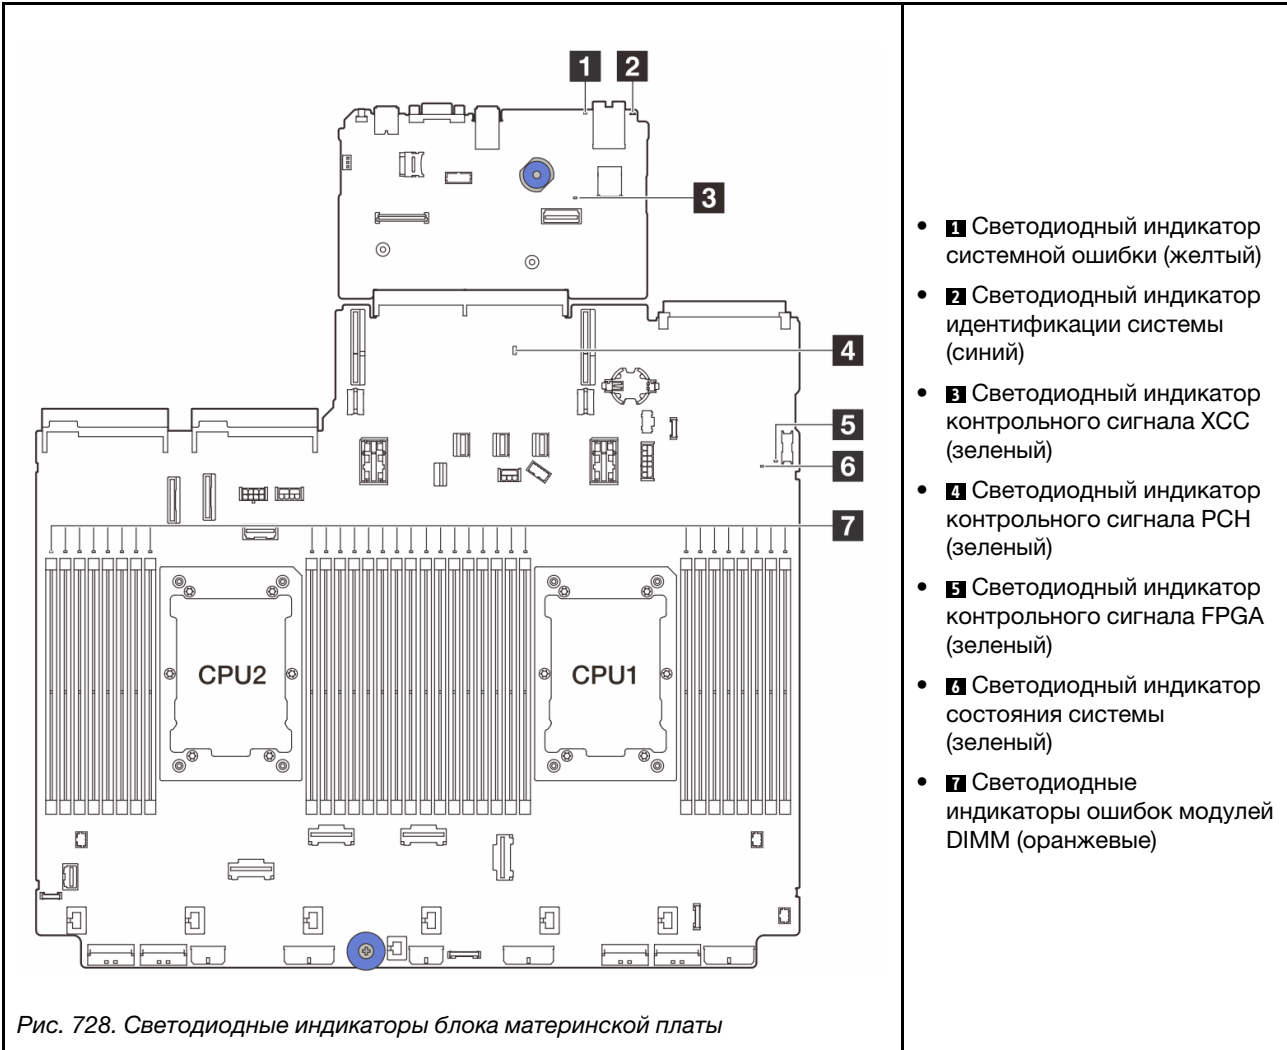 1 2
3
4
5
6
7
CPU2 CPU1
Рис. 728. Светодиодные индикаторы блока материнской платы
• 1 Светодиодный индикатор
системной ошибки (желтый)
• 2 Светодиодный индикатор
идентификации системы
(синий)
• 3 Светодиодный индикатор
контрольного сигнала XCC
(зеленый)
• 4 Светодиодный индикатор
контрольного сигнала PCH
(зеленый)
• 5 Светодиодный индикатор
контрольного сигнала FPGA
(зеленый)
• 6 Светодиодный индикатор
состояния системы
(зеленый)
• 7 Светодиодные
индикаторы ошибок модулей
DIMM (оранжевые)